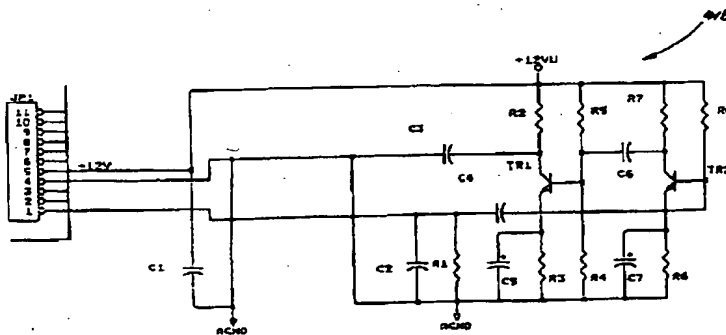 +12VU
JP1
11
10
9
8
7
6
5
4
3
2
1
+12V
C3
R2
R5
R7
C4
TR1
C6
C1
C2
R1
C5
R3
R4
C7
R6
AGND
AGND